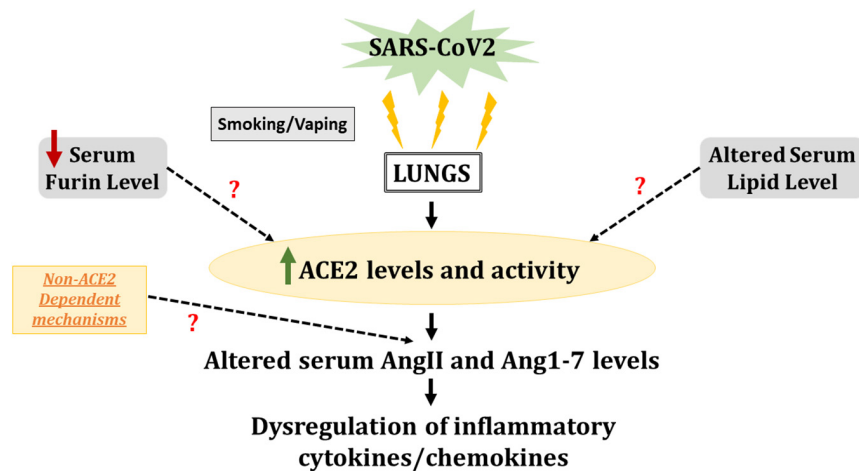 SARS-CoV2
Smoking/Vaping
Serum
Furin Level
?
LUNGS
?
Altered Serum
Lipid Level
ACE2 levels and activity
Non-ACE2
Dependent
mechanisms
?
Altered serum AngII and Ang1-7 levels
Dysregulation of inflammatory
cytokines/chemokines